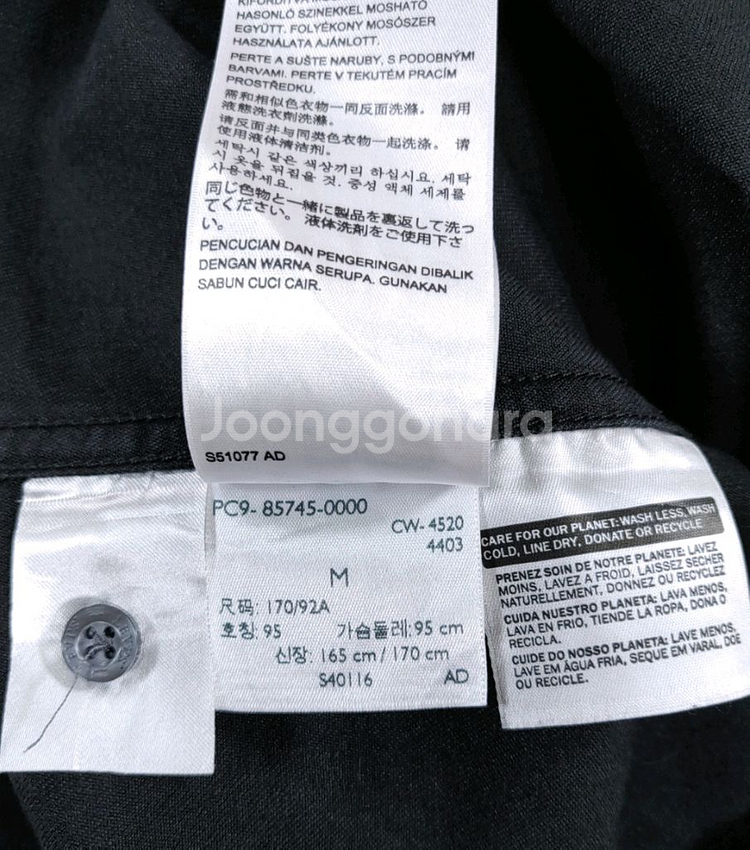 HASONLÓ SZINEKKEL MOSHATÓ
EGYÜTT. FOLYÉKONY MOSÓSZER
HASZNÁLATA AJÁNLOTT.
PERTE A SUŠTE NARUBY, S PODOBNÝMI
BARVAMI. PERTE V TEKUTÉM PRACÍM
PROSTŘEDKU.
需和相似色衣物一同反面洗滌。 請用
液態洗衣劑洗滌。
请反面并与同类色衣物一起洗涤。 请
使用液体清洁剂.
세탁시 같은 색상끼리 하십시요. 세탁
시 옷을 뒤집을 것. 중성 액체 세제를
사용하세요.
同じ色物と一緒に製品を裏返して洗っ
てください。 液体洗剤をご使用下さ
い。
PENCUCIAN DAN PENGERINGAN DIBALIK
DENGAN WARNA SERUPA. GUNAKAN
SABUN CUCI CAIR.
Joonggonara
S51077 AD
PC9- 85745-0000
CW- 4520
4403
M
尺码: 170/92A
호칭: 95 가슴둘레: 95 cm
신장: 165 cm / 170 cm
S40116 AD
CARE FOR OUR PLANET: WASH LESS, WASH
COLD, LINE DRY, DONATE OR RECYCLE
PRENEZ SOIN DE NOTRE PLANETE: LAVEZ
MOINS, LAVEZ A FROID, LAISSEZ SÉCHER
NATURELLEMENT, DONNEZ OU RECYCLEZ
CUIDA NUESTRO PLANETA: LAVA MENOS,
LAVA EN FRIO, TIENDE LA ROPA, DONA O
RECICLA.
CUIDE DO NOSSO PLANETA: LAVE MENOS,
LAVE EM ÁGUA FRIA, SEQUE EM VARAL, DOE
OU RECICLE.